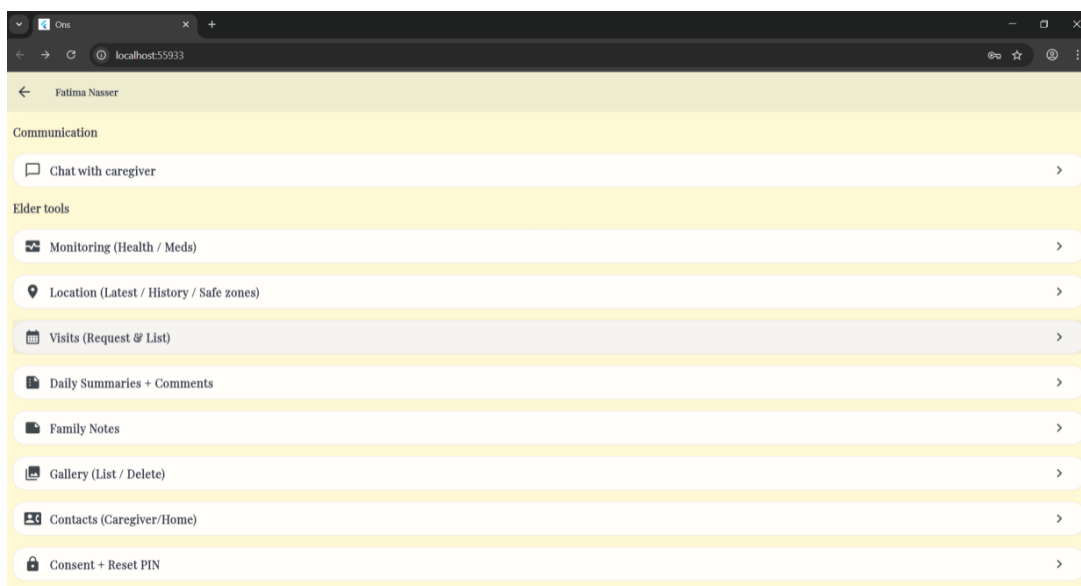 Ons
localhost:55933
Fatima Nasser
Communication
Chat with caregiver
Elder tools
Monitoring (Health / Meds)
Location (Latest / History / Safe zones)
Visits (Request & List)
Daily Summaries + Comments
Family Notes
Gallery (List / Delete)
Contacts (Caregiver/Home)
Consent + Reset PIN